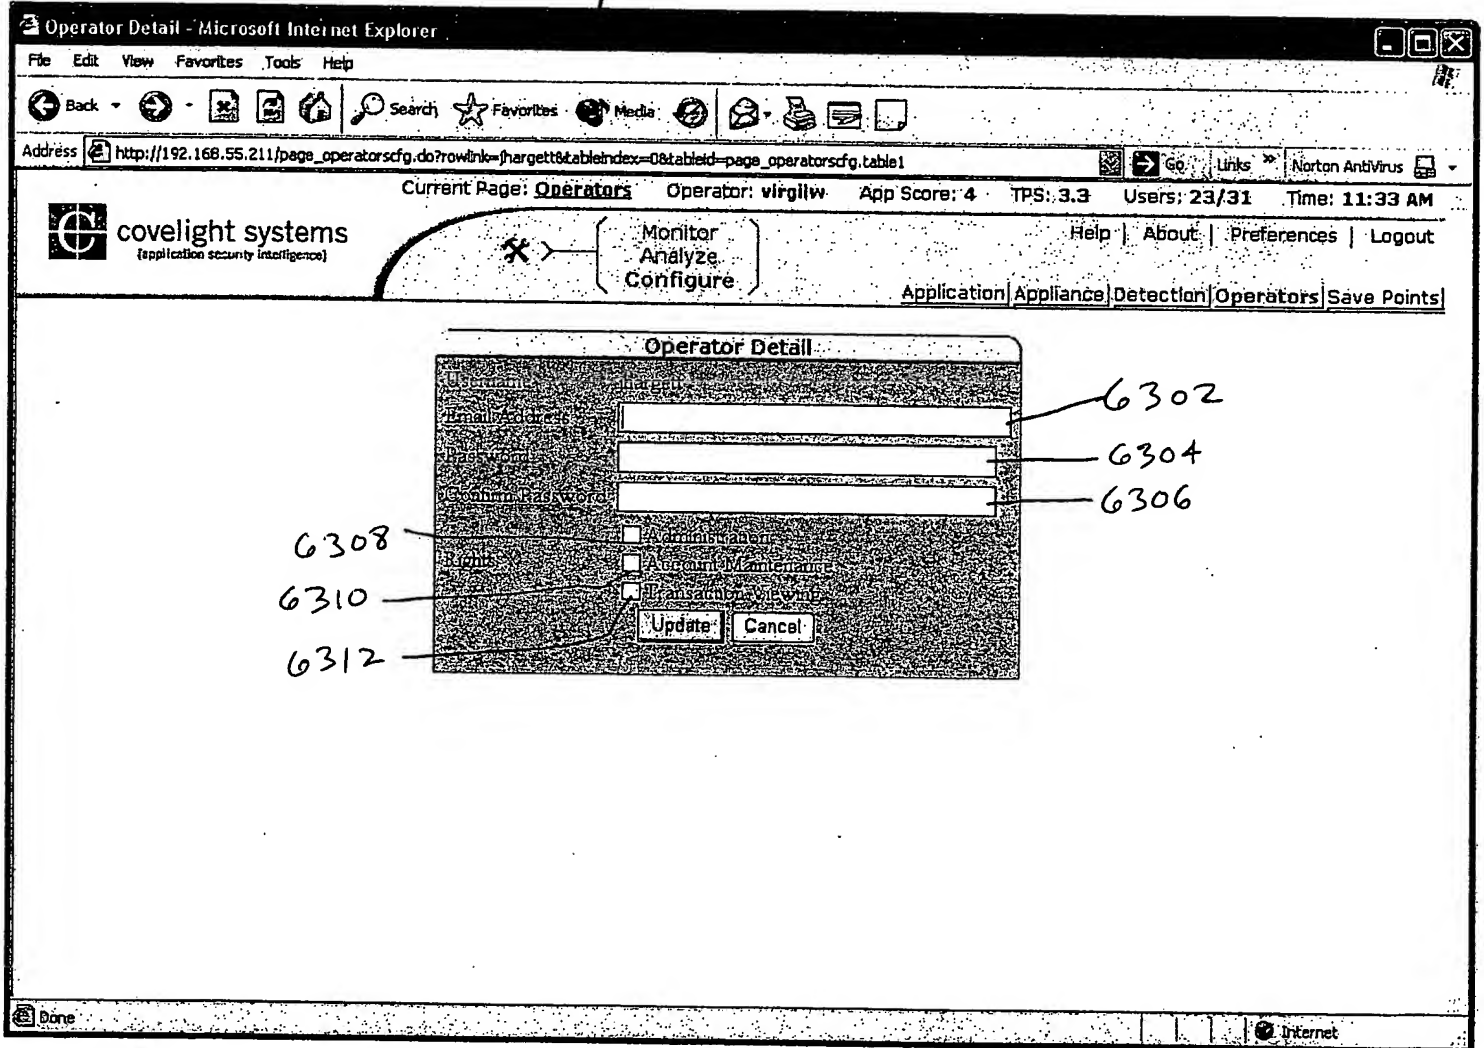 Operator Detail - Microsoft Internet Explorer
File Edit View Favorites Tools Help
Back Search Favorites Media
Address http://192.168.55.211/page_operatorscfg.do?rowlink=jhargett&tableindex=0&tableid=page_operatorscfg.table1 Go Links » Norton AntiVirus
Current Page: Operators Operator: virgilw App Score: 4 TPS: 3.3 Users: 23/31 Time: 11:33 AM
covelight systems
[application security intelligence]
Monitor
Analyze
Configure
Help | About | Preferences | Logout
Application| Appliance| Detection| Operators| Save Points|
Operator Detail
Username jhargett
Email Address 6302
Password * 6304
Confirm Password * 6306
6308 Administration
Rights Account Maintenance
6310 Transaction viewing
Update Cancel
6312
Done Internet